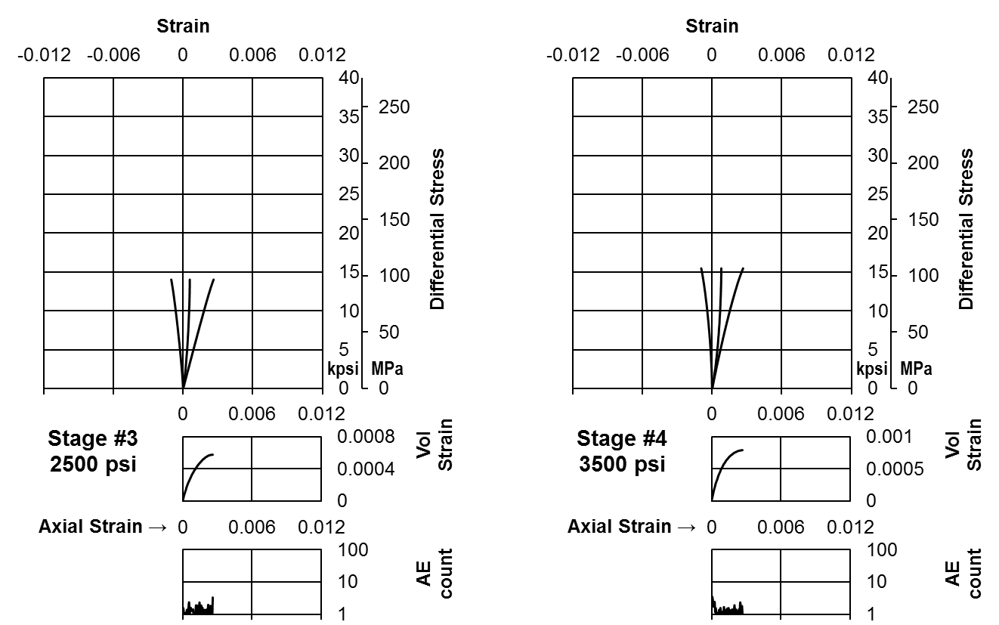 Strain
-0.012 -0.006 0 0.006 0.012
40
250
35
30
200
25
150
20
15
100
10
50
5
kpsi MPa
0 0
Differential Stress
0 0.006 0.012
Stage #3
2500 psi
0.0008
0.0004
0
Vol
Strain
Axial Strain → 0 0.006 0.012
100
10
1
AE
count
Strain
-0.012 -0.006 0 0.006 0.012
40
250
35
30
200
25
150
20
15
100
10
50
5
kpsi MPa
0 0
Differential Stress
0 0.006 0.012
Stage #4
3500 psi
0.001
0.0005
0
Vol
Strain
Axial Strain → 0 0.006 0.012
100
10
1
AE
count